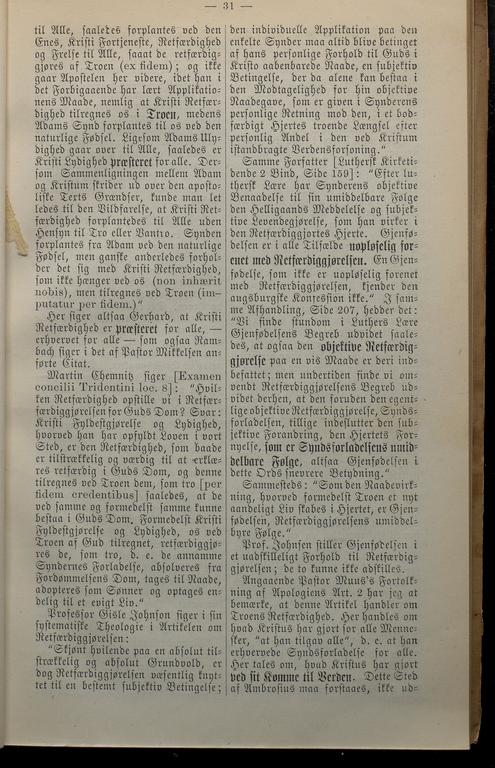 — 31 —
til Alle, saaledes forplantes ved den
Enes, Kristi Fortjeneste, Retfærdighed
og Frelse til Alle, saaat de retfærdig-
gjøres af Troen (ex fidem); og ikke
gaar Apostelen her videre, idet han i
det Forbigaaende har lært Applikatio-
nens Maade, nemlig at Kristi Retfær-
dighed tilregnes os i Troen, medens
Adams Synd forplantes til os ved den
naturlige Fødsel. Ligesom Adams Uly-
dighed gaar over til Alle, saaledes er
Kristi Lydighed præsteret for alle. Der-
som Sammenligningen mellem Adam
og Kristum skrider ud over den aposto-
liske Terts Grændser, kunde man let
ledes til den Vildfarelse, at Kristi Ret-
færdighed forplantedes til Alle uden
Hensyn til Tro eller Vantro. Synden
forplantes fra Adam ved den naturlige
Fødsel, men ganske anderledes forhol-
der det sig med Kristi Retfærdighed,
som ikke hænger ved os (non inhærit
nobis), men tilregnes ved Troen (im-
putatur per fidem.)"
Her siger altsaa Gerhard, at Kristi
Retfærdighed er præsteret for alle, —
erhvervet for alle — som ogsaa Ram-
bach siger i det af Pastor Mikkelsen an-
førte Citat.
Martin Chemnitz siger [Examen
concilii Tridentini loc. 8]: "Hvil-
ken Retfærdighed opstille vi i Retfær-
færdiggjørelsen for Guds Dom? Svar:
Kristi Fyldestgjørelse og Lydighed,
hvorved han har opfyldt Loven i vort
Sted, er den Retfærdighed, som baade
er tilstrækkelig og værdig til at erklæ-
res retfærdig i Guds Dom, og denne
tilregnes ved Troen dem, som tro [per
fidem credentibus] saaledes, at de
ved samme og formedelst samme kunne
bestaa i Guds Dom. Formedelst Kristi
Fyldestgjørelse og Lydighed, os ved
Troen af Gud tilregnet, retfærdiggjø-
res de, som tro, d. e. de annamme
Syndernes Forladelse, absolveres fra
Fordømmelsens Dom, tages til Naade,
adopteres som Sønner og optages en-
delig til et evigt Liv."
Professor Gisle Johnson siger i sin
systematiske Theologie i Artikelen om
Retfærdiggjørelsen:
"Skjønt hvilende paa en absolut til-
strækkelig og absolut Grundvold, er
dog Retfærdiggjørelsen væsentlig knyt-
tet til en bestemt subjektiv Betingelse;
den individuelle Applikation paa den
enkelte Synder maa altid blive betinget
af hans personlige Forhold til Guds i
Kristo aabenbarede Naade, en subjektiv
Betingelse, der da alene kan bestaa i
den Modtagelighed for hin objektive
Naadegave, som er given i Synderens
personlige Retning mod den, i et bod-
færdigt Hjertes troende Længsel efter
personlig Andel i den ved Kristum
istandbragte Verdensforsoning."
Samme Forfatter [Luthersk Kirketi-
dende 2 Bind, Side 159]: "Efter lu-
thersk Lære har Synderens objektive
Benaadelse til sin umiddelbare Følge
den Helligaands Meddelelse og subjek-
tive Levendegjørelse, som han virker i
den Retfærdiggjortes Hjerte. Gjenfø-
delsen er i alle Tilfælde uopløselig for-
enet med Retfærdiggjørelsen. En Gjen-
fødelse, som ikke er uopløselig forenet
med Retfærdiggjørelsen, kjender den
augsburgske Konfession ikke." I sam-
me Afhandling, Side 207, hedder det:
"Vi finde stundom i Luthers Lære
Gjenfødelsens Begreb udvidet saale-
des, at ogsaa den objektive Retfærdig-
gjørelse paa en vis Maade er deri ind-
befattet; men undertiden finde vi om-
vendt Retfærdiggjørelsens Begreb ud-
videt derhen, at den foruden den egent-
lige objektive Retfærdiggjørelse, Synds-
forladelsen, tillige indeslutter den sub-
jektive Forandring, den Hjertets For-
nyelse, som er Syndsforladelsens umid-
delbare Følge, altsaa Gjenfødelsen i
dette Ords snevrere Betydning."
Sammesteds: "Som den Naadevirk-
ning, hvorved formedelst Troen et nyt
aandeligt Liv skabes i Hjertet, er Gjen-
fødelsen, Retfærdiggjørelsens umiddel-
byre Følge."
Prof. Johnsen stiller Gjenfødelsen i
et uadskilleligt Forhold til Retfærdig-
gjørelsen; de to kunne ikke adskilles.
Angaaende Pastor Muus's Fortolk-
ning af Apologiens Art. 2 har jeg at
bemærke, at denne Artikel handler om
Troens Retfærdighed. Her handles om
hvad Kristus har gjort for alle Menne-
sker, "at han tilgav alle", d. e. at han
erhvervede Syndsforladelse for alle.
Her tales om, hvad Kristus har gjort
ved sit Komme til Verden. Dette Sted
af Ambrosius maa forstaaes, ikke ud-